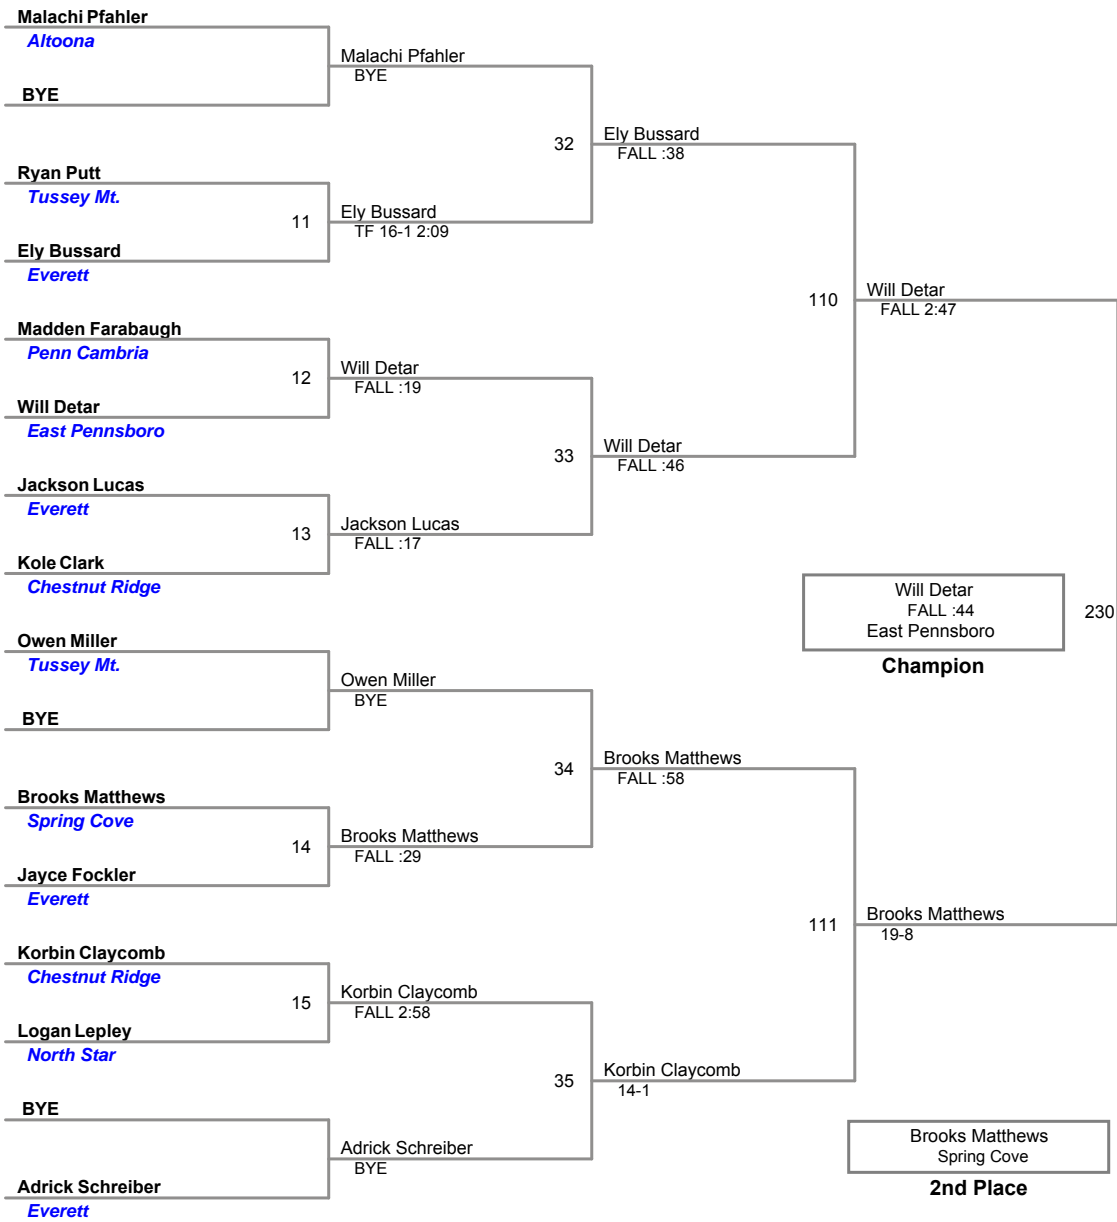 Malachi Pfahler
Altoona
BYE
Ryan Putt
Tussey Mt.
Ely Bussard
Everett
Madden Farabaugh
Penn Cambria
Will Detar
East Pennsboro
Jackson Lucas
Everett
Kole Clark
Chestnut Ridge
Owen Miller
Tussey Mt.
BYE
Brooks Matthews
Spring Cove
Jayce Fockler
Everett
Korbin Claycomb
Chestnut Ridge
Logan Lepley
North Star
BYE
Adrick Schreiber
Everett
Malachi Pfahler
BYE
11
Ely Bussard
TF 16-1 2:09
12
Will Detar
FALL :19
13
Jackson Lucas
FALL :17
Owen Miller
BYE
14
Brooks Matthews
FALL :29
15
Korbin Claycomb
FALL 2:58
Adrick Schreiber
BYE
32
Ely Bussard
FALL :38
33
Will Detar
FALL :46
34
Brooks Matthews
FALL :58
35
Korbin Claycomb
14-1
110
Will Detar
FALL 2:47
111
Brooks Matthews
19-8
230
Will Detar
FALL :44
East Pennsboro
Champion
Brooks Matthews
Spring Cove
2nd Place